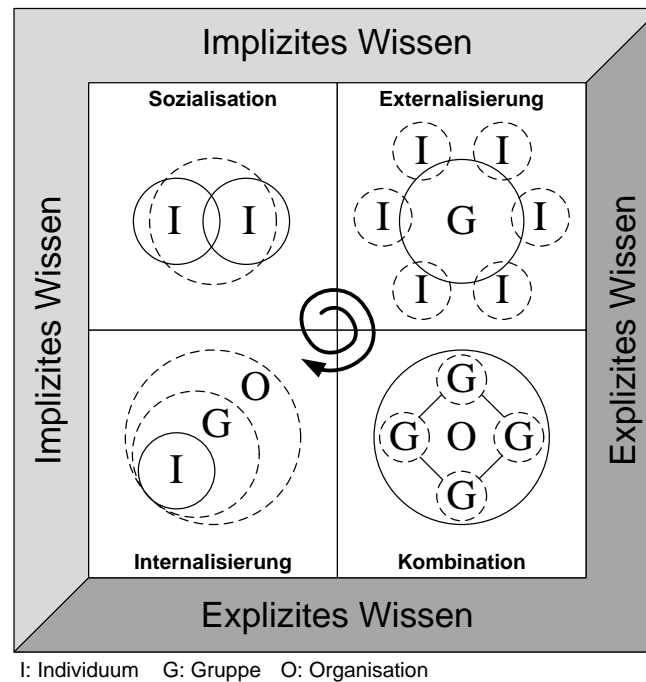 Implizites Wissen
Sozialisation
Externalisierung
I I
I I
I G I
I I
Implizites Wissen
Explizites Wissen
O
G
I
G
G O G
G
Internalisierung
Kombination
Explizites Wissen
I: Individuum G: Gruppe O: Organisation